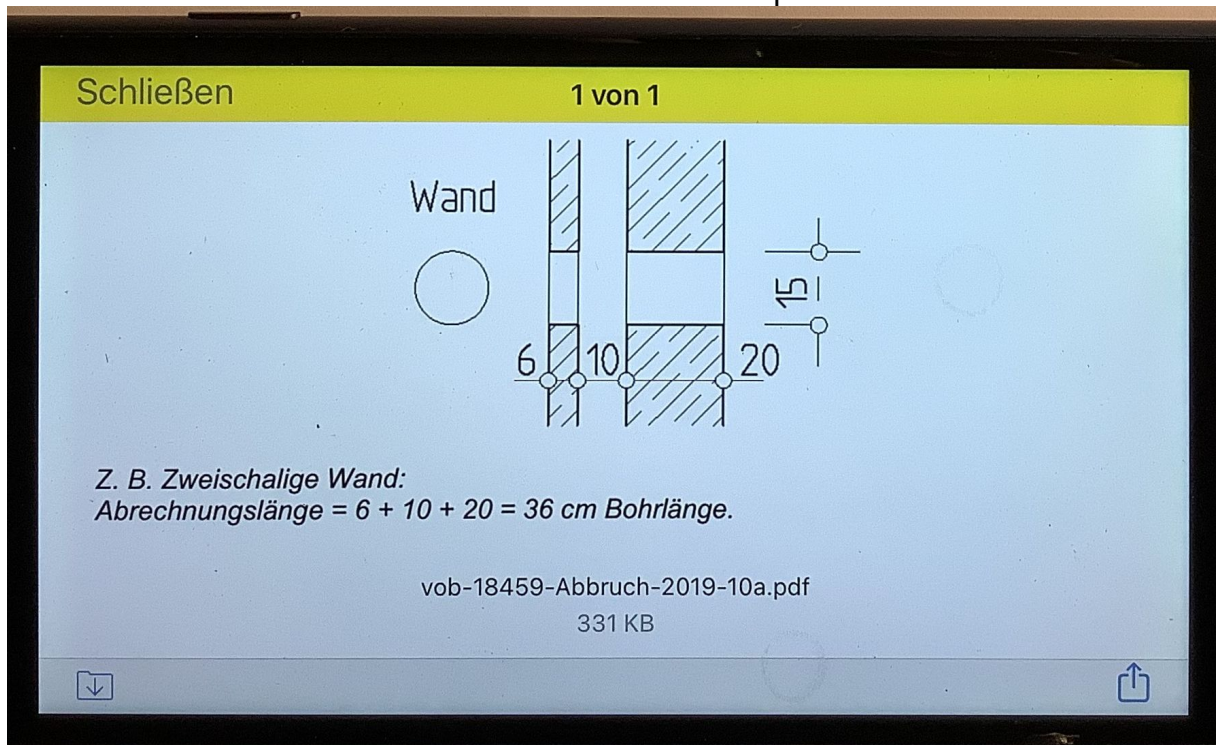 Schließen
1 von 1
Wand
15
6 10 20
Z. B. Zweischalige Wand:
Abrechnungslänge = 6 + 10 + 20 = 36 cm Bohrlänge.
vob-18459-Abbruch-2019-10a.pdf
331 KB